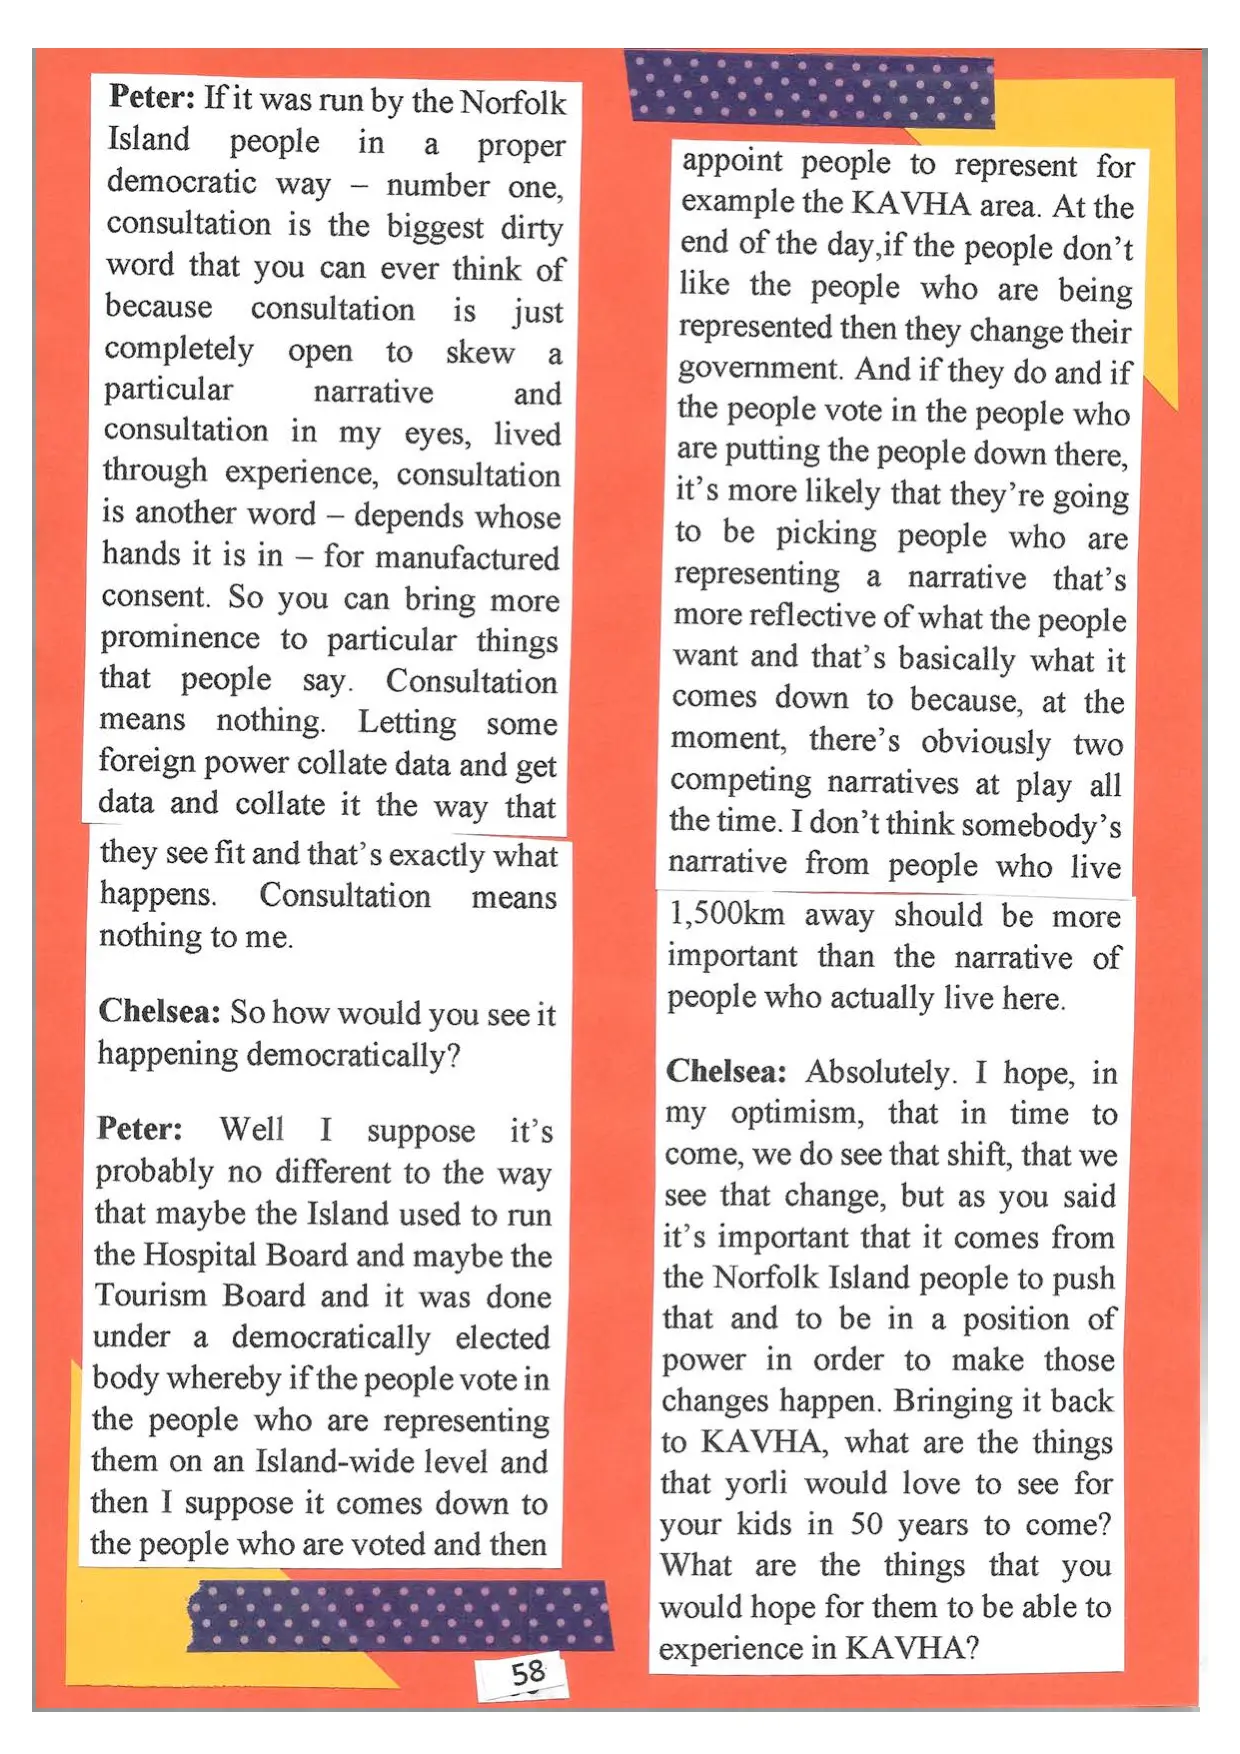 Peter: If it was run by the Norfolk
Island people in a proper
democratic way – number one,
consultation is the biggest dirty
word that you can ever think of
because consultation is just
completely open to skew a
particular narrative and
consultation in my eyes, lived
through experience, consultation
is another word – depends whose
hands it is in – for manufactured
consent. So you can bring more
prominence to particular things
that people say. Consultation
means nothing. Letting some
foreign power collate data and get
data and collate it the way that
they see fit and that's exactly what
happens. Consultation means
nothing to me.
Chelsea: So how would you see it
happening democratically?
Peter: Well I suppose it's
probably no different to the way
that maybe the Island used to run
the Hospital Board and maybe the
Tourism Board and it was done
under a democratically elected
body whereby if the people vote in
the people who are representing
them on an Island-wide level and
then I suppose it comes down to
the people who are voted and then
appoint people to represent for
example the KAVHA area. At the
end of the day,if the people don't
like the people who are being
represented then they change their
government. And if they do and if
the people vote in the people who
are putting the people down there,
it's more likely that they're going
to be picking people who are
representing a narrative that's
more reflective of what the people
want and that's basically what it
comes down to because, at the
moment, there's obviously two
competing narratives at play all
the time. I don't think somebody's
narrative from people who live
1,500km away should be more
important than the narrative of
people who actually live here.
Chelsea: Absolutely. I hope, in
my optimism, that in time to
come, we do see that shift, that we
see that change, but as you said
it's important that it comes from
the Norfolk Island people to push
that and to be in a position of
power in order to make those
changes happen. Bringing it back
to KAVHA, what are the things
that yorli would love to see for
your kids in 50 years to come?
What are the things that you
would hope for them to be able to
experience in KAVHA?
58